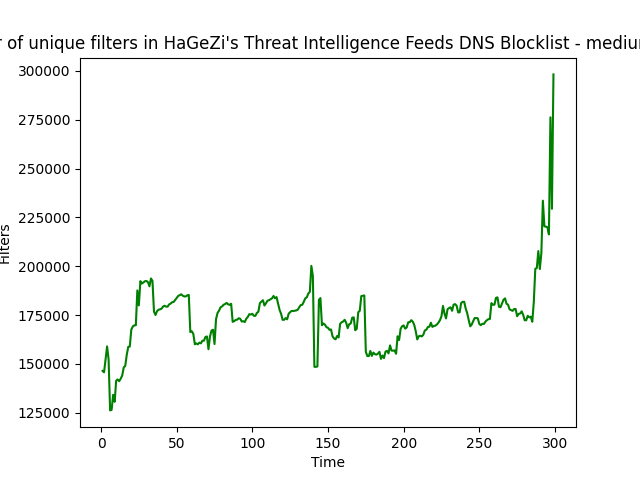 r of unique filters in HaGeZi's Threat Intelligence Feeds DNS Blocklist - mediu
300000
275000
250000
225000
200000
175000
150000
125000
Filters
0 50 100 150 200 250 300
Time